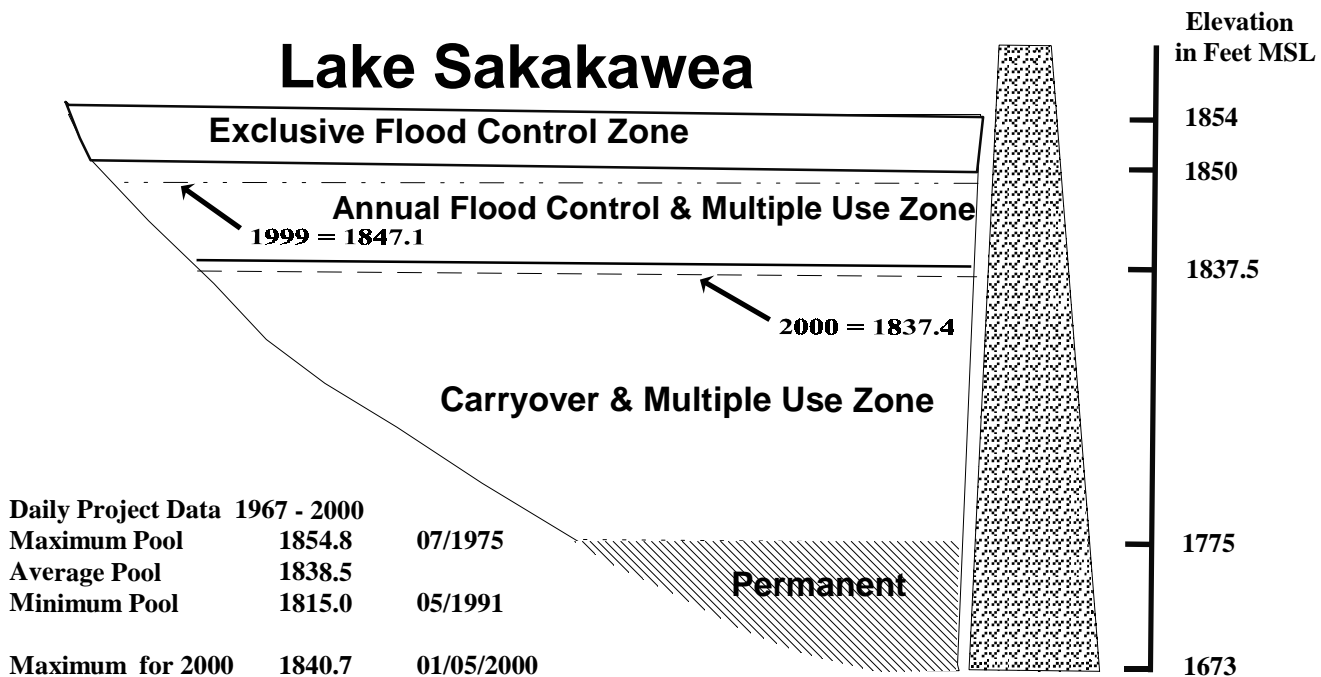 Elevation
in Feet MSL
Lake Sakakawea
1854
Exclusive Flood Control Zone
1850
Annual Flood Control & Multiple Use Zone
1999 = 1847.1
1837.5
2000 = 1837.4
Carryover & Multiple Use Zone
Daily Project Data 1967 - 2000
Maximum Pool 1854.8 07/1975
1775
Average Pool 1838.5
Permanent
Minimum Pool 1815.0 05/1991
Maximum for 2000 1840.7 01/05/2000
1673